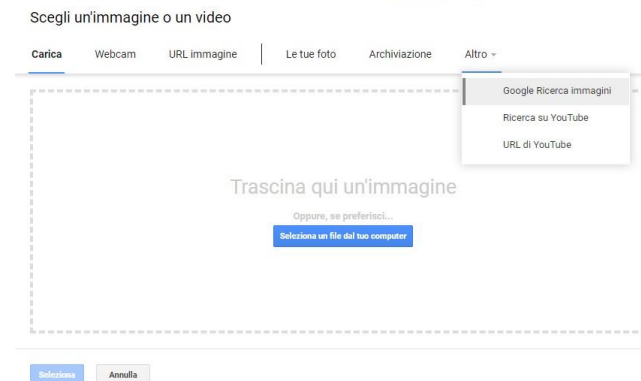 Scegli un'immagine o un video
Carica Webcam URL immagine Le tue foto Archiviazione Altro
Google Ricerca immagini
Ricerca su YouTube
URL di YouTube
Trascina qui un'immagine
Oppure, se preferisci...
Seleziona un file dal tuo computer
Seleziona Annulla